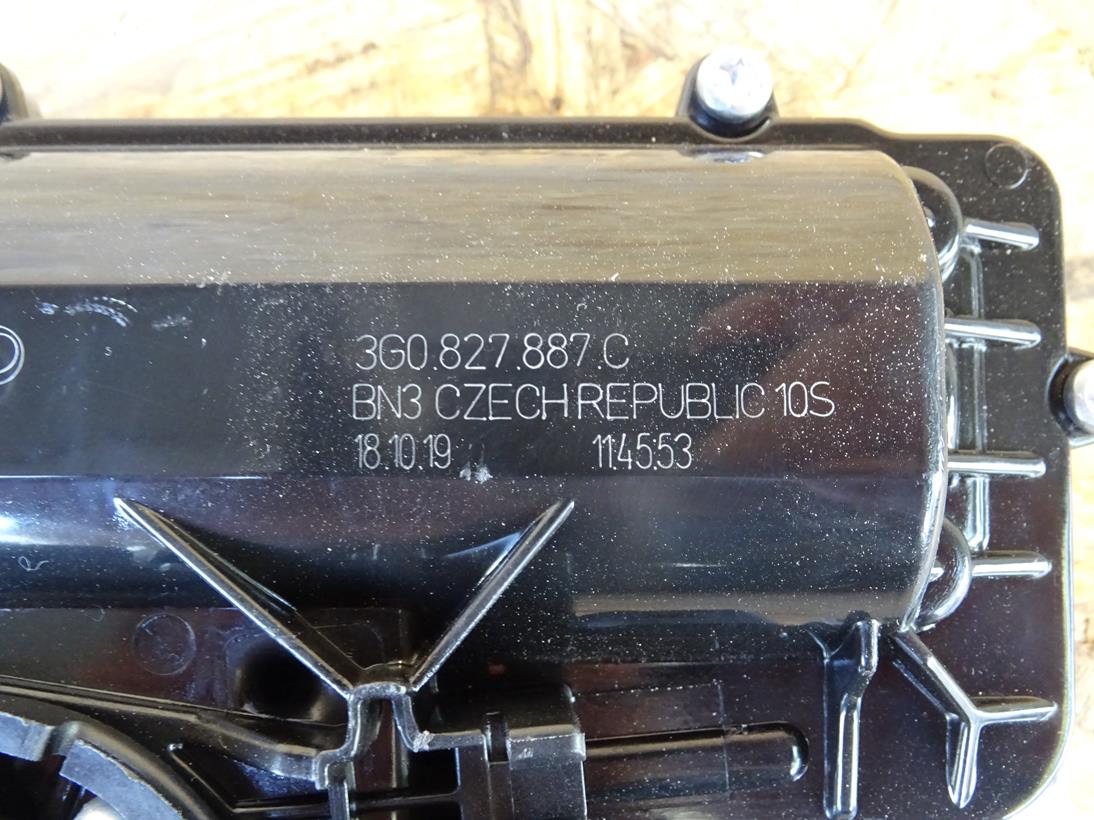 3G0.827.887.C
BN3 CZECH REPUBLIC 10S
18.10.19 11:45:53